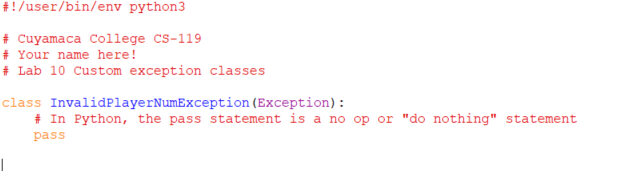 #!/user/bin/env python3
# Cuyamaca College CS-119
# Your name here!
# Lab 10 Custom exception classes
class InvalidPlayerNumException(Exception):
# In Python, the pass statement is a no op or "do nothing" statement
pass